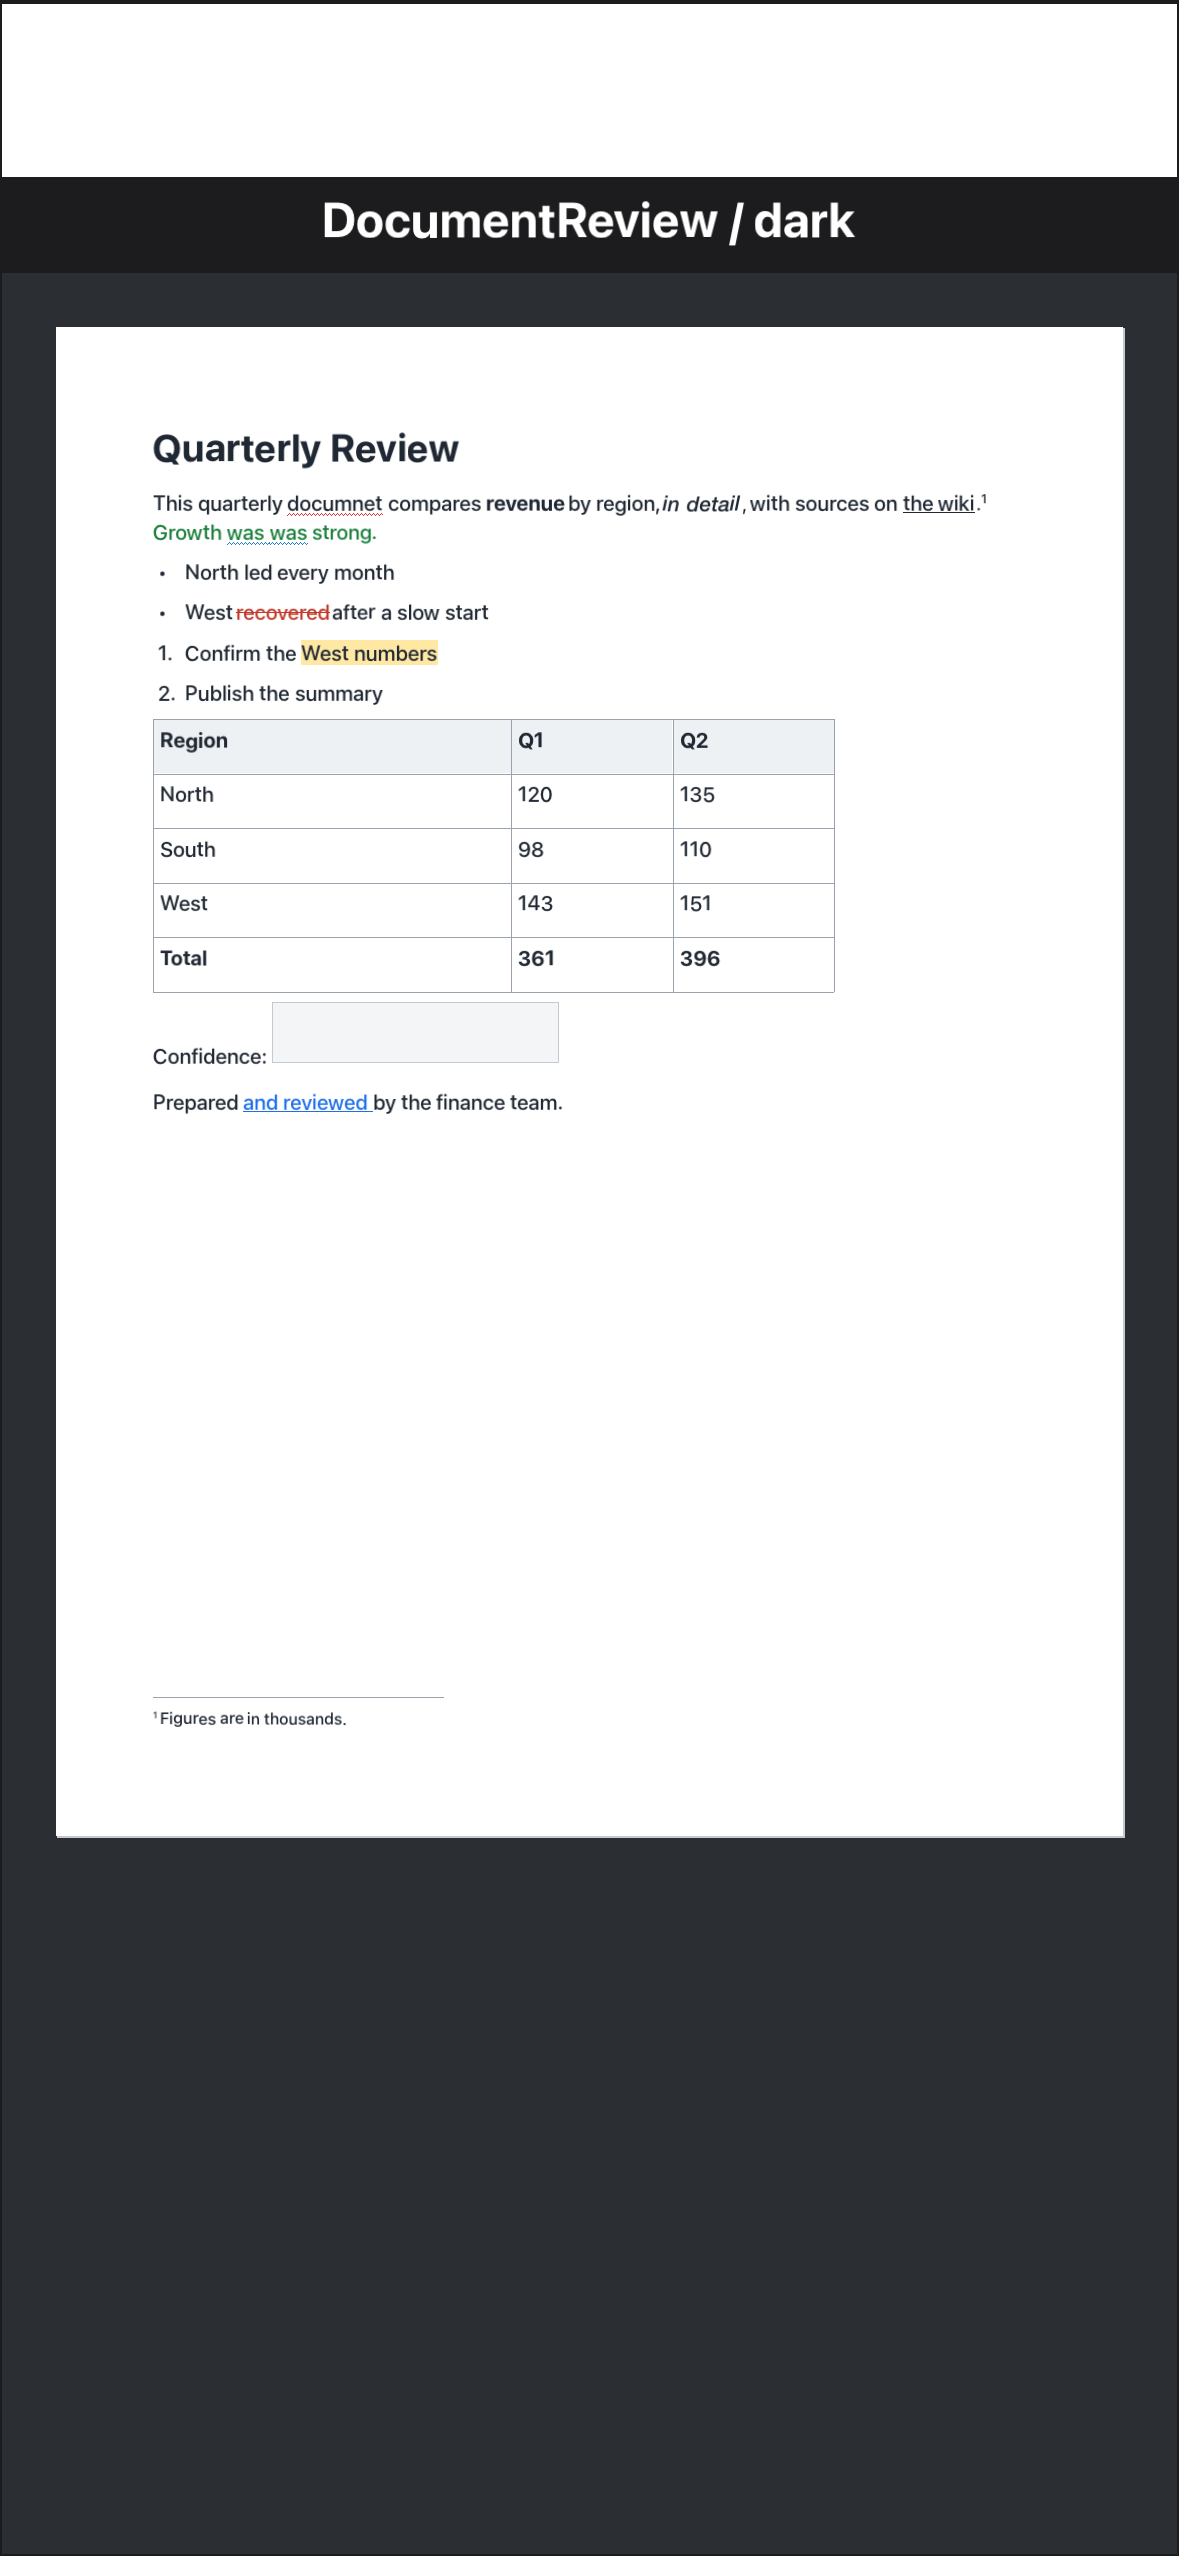 DocumentReview / dark
Quarterly Review
This quarterly documnet compares revenue by region, in detail, with sources on the wiki.¹
Growth was was strong.
• North led every month
• West recovered after a slow start
1. Confirm the West numbers
2. Publish the summary
Region Q1 Q2
North 120 135
South 98 110
West 143 151
Total 361 396
Confidence:
Prepared and reviewed by the finance team.
¹ Figures are in thousands.